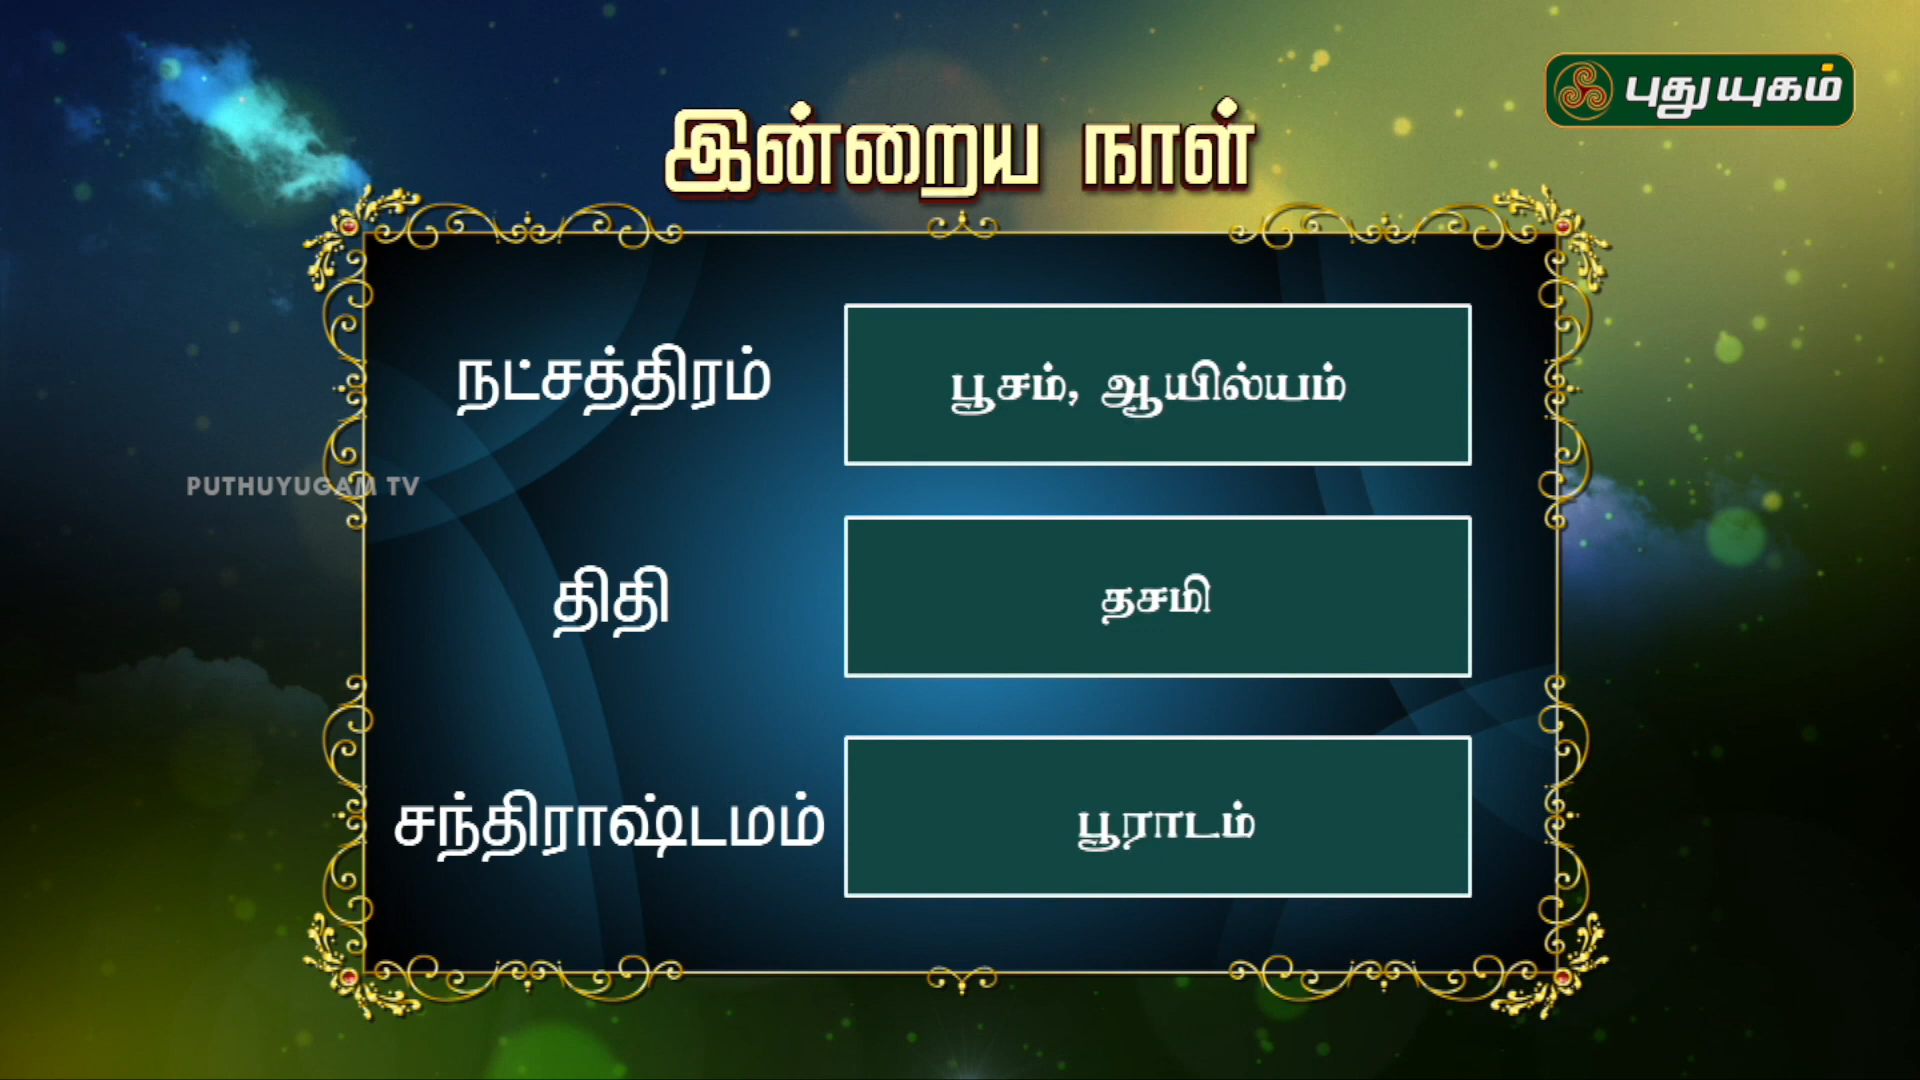 புதுயுகம்
இன்றைய நாள்
நட்சத்திரம்
பூசம், ஆயில்யம்
PUTHUYUGAM TV
திதி
தசமி
சந்திராஷ்டமம்
பூராடம்